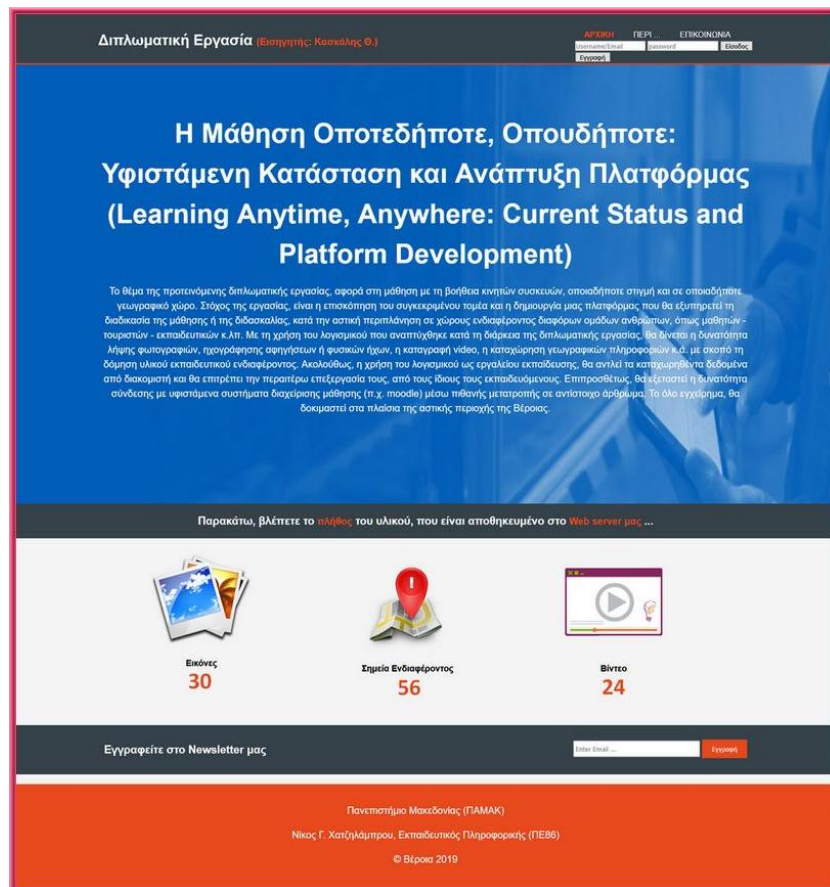 Διπλωματική Εργασία (Εισηγητής: Κασκάλης Θ.)
ΑΡΧΙΚΗ ΠΕΡΙ ... ΕΠΙΚΟΙΝΩΝΙΑ
Username/Email password Είσοδος
Εγγραφή
Η Μάθηση Οποτεδήποτε, Οπουδήποτε:
Υφιστάμενη Κατάσταση και Ανάπτυξη Πλατφόρμας
(Learning Anytime, Anywhere: Current Status and
Platform Development)
Το θέμα της προτεινόμενης διπλωματικής εργασίας, αφορά στη μάθηση με τη βοήθεια κινητών συσκευών, οποιαδήποτε στιγμή και σε οποιαδήποτε
γεωγραφικό χώρο. Στόχος της εργασίας, είναι η επισκόπηση του συγκεκριμένου τομέα και η δημιουργία μιας πλατφόρμας που θα εξυπηρετεί τη
διαδικασία της μάθησης ή της διδασκαλίας, κατά την αστική περιπλάνηση σε χώρους ενδιαφέροντος διαφόρων ομάδων ανθρώπων, όπως μαθητών -
τουριστών - εκπαιδευτικών κ.λπ. Με τη χρήση του λογισμικού που αναπτύχθηκε κατά τη διάρκεια της διπλωματικής εργασίας, θα δίνεται η δυνατότητα
λήψης φωτογραφιών, ηχογράφησης αφηγήσεων ή φυσικών ήχων, η καταγραφή video, η καταχώρηση γεωγραφικών πληροφοριών κ.ά. με σκοπό τη
δόμηση υλικού εκπαιδευτικού ενδιαφέροντος. Ακολούθως, η χρήση του λογισμικού ως εργαλείου εκπαίδευσης, θα αντλεί τα καταχωρηθέντα δεδομένα
από διακομιστή και θα επιτρέπει την περαιτέρω επεξεργασία τους, από τους ίδιους τους εκπαιδευόμενους. Επιπροσθέτως, θα εξεταστεί η δυνατότητα
σύνδεσης με υφιστάμενα συστήματα διαχείρισης μάθησης (π.χ. moodle) μέσω πιθανής μετατροπής σε αντίστοιχο άρθρωμα. Το όλο εγχείρημα, θα
δοκιμαστεί στα πλαίσια της αστικής περιοχής της Βέροιας.
Παρακάτω, βλέπετε το πλήθος του υλικού, που είναι αποθηκευμένο στο Web server μας ...
Εικόνες Σημεία Ενδιαφέροντος Βίντεο
30 56 24
Εγγραφείτε στο Newsletter μας Enter Email ... Εγγραφή
Πανεπιστήμιο Μακεδονίας (ΠΑΜΑΚ)
Νίκος Γ. Χατζηλάμπρου, Εκπαιδευτικός Πληροφορικής (ΠΕ86)
© Βέροια 2019